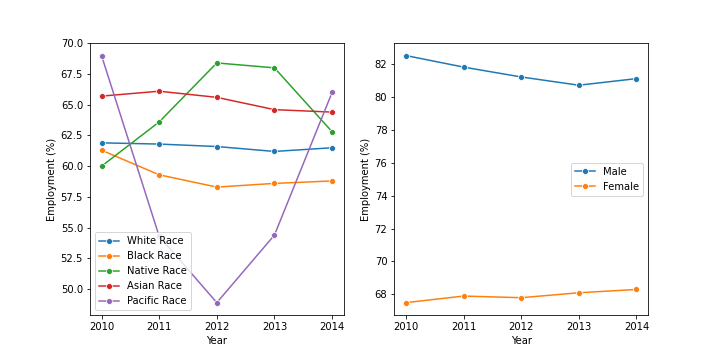 70.0
67.5
65.0
62.5
60.0
57.5
55.0
52.5
50.0
Employment (%)
White Race
Black Race
Native Race
Asian Race
Pacific Race
2010 2011 2012 2013 2014
Year
82
80
78
76
74
72
70
68
Employment (%)
Male
Female
2010 2011 2012 2013 2014
Year